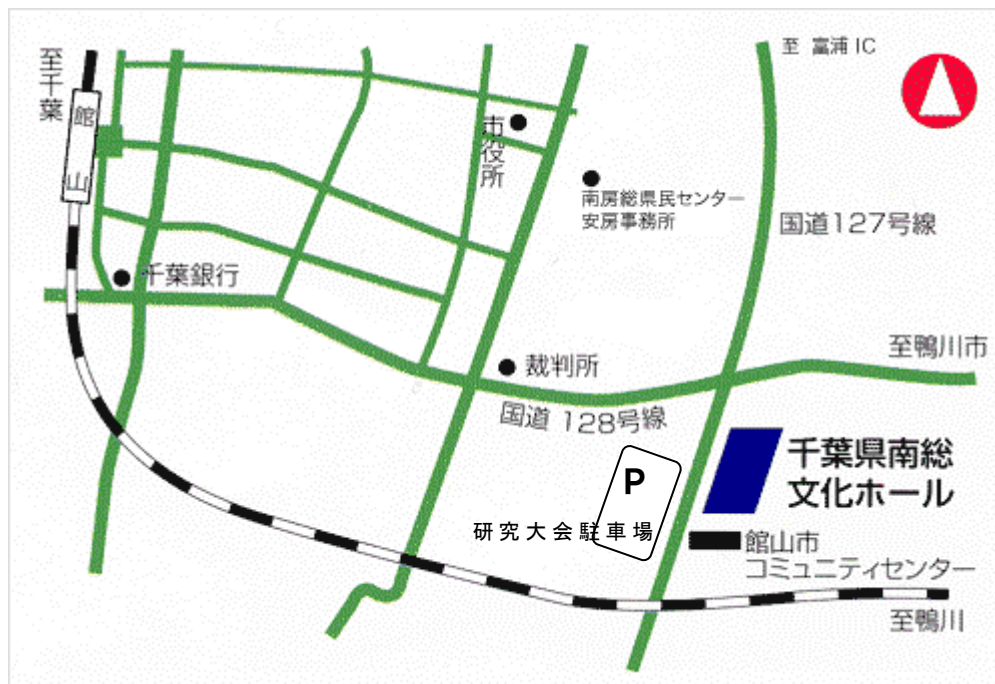 至 富浦 IC
至千葉
館山
市役所
南房総県民センター
安房事務所
国道127号線
千葉銀行
至鴨川市
裁判所
国道 128号線
P
研究大会駐車場
千葉県南総
文化ホール
館山市
コミュニティセンター
至鴨川